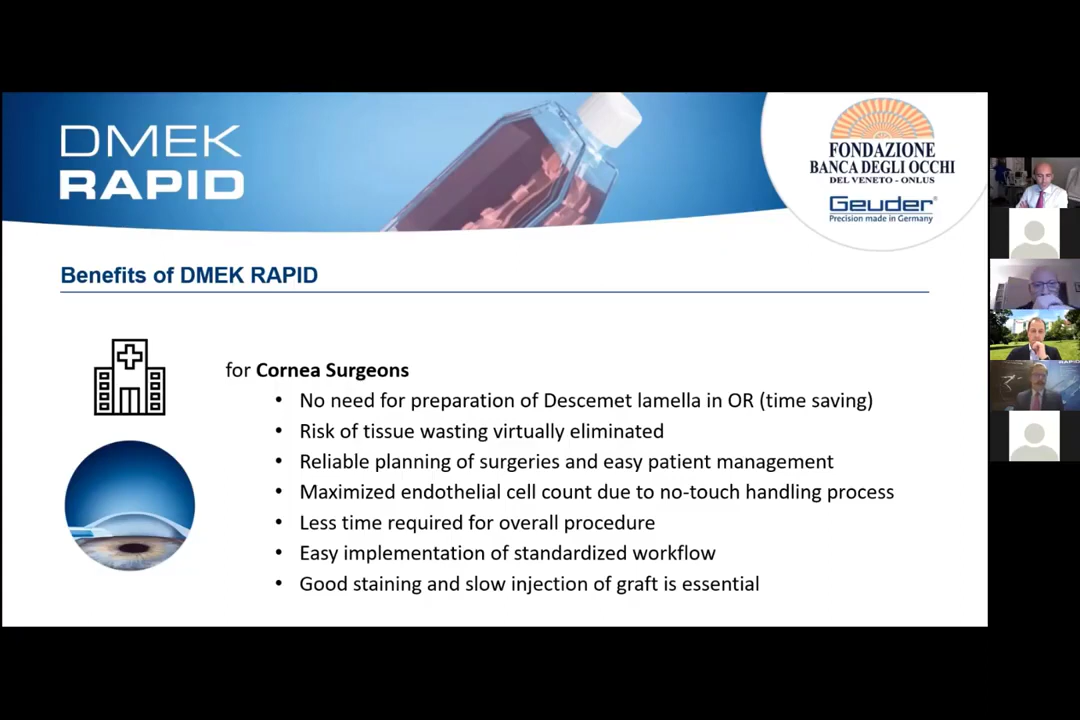 DMEK
RAPID
FONDAZIONE
BANCA DEGLI OCCHI
DEL VENETO - ONLUS
Geuder®
Precision made in Germany
Benefits of DMEK RAPID
for Cornea Surgeons
• No need for preparation of Descemet lamella in OR (time saving)
• Risk of tissue wasting virtually eliminated
• Reliable planning of surgeries and easy patient management
• Maximized endothelial cell count due to no-touch handling process
• Less time required for overall procedure
• Easy implementation of standardized workflow
• Good staining and slow injection of graft is essential
RAPID